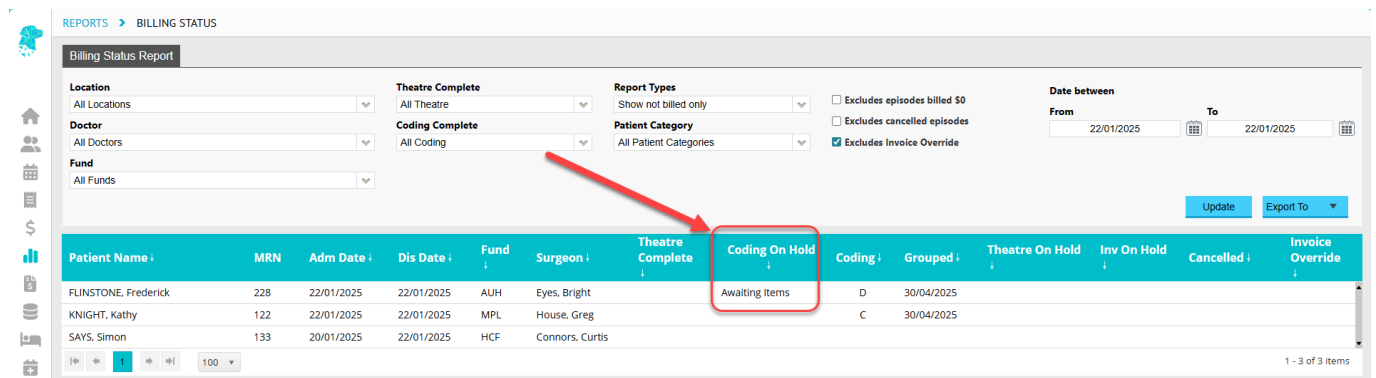 REPORTS > BILLING STATUS
Billing Status Report
Location
All Locations
Doctor
All Doctors
Fund
All Funds
Theatre Complete
All Theatre
Coding Complete
All Coding
Report Types
Show not billed only
Patient Category
All Patient Categories
Excludes episodes billed $0
Excludes cancelled episodes
Excludes Invoice Override
Date between
From To
22/01/2025 22/01/2025
Update Export To
Patient Name↓ MRN Adm Date↓ Dis Date↓ Fund↓ Surgeon↓ Theatre Complete↓ Coding On Hold↓ Coding↓ Grouped↓ Theatre On Hold↓ Inv On Hold↓ Cancelled↓ Invoice Override↓
FLINSTONE, Frederick 228 22/01/2025 22/01/2025 AUH Eyes, Bright Awaiting Items D 30/04/2025
KNIGHT, Kathy 122 22/01/2025 22/01/2025 MPL House, Greg C 30/04/2025
SAYS, Simon 133 20/01/2025 22/01/2025 HCF Connors, Curtis
1 100 1 - 3 of 3 items